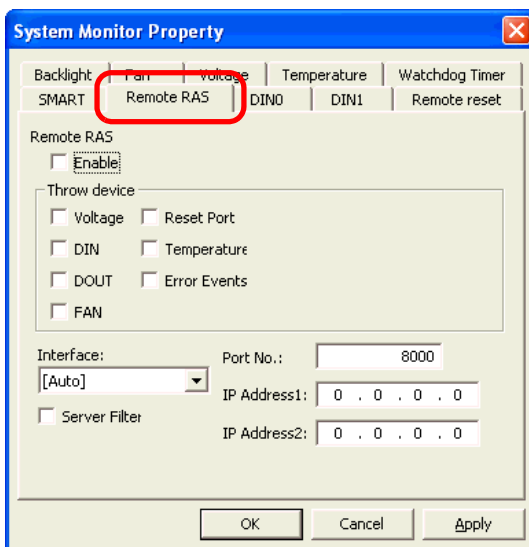 System Monitor Property
Backlight Fan Voltage Temperature Watchdog Timer
SMART Remote RAS DIN0 DIN1 Remote reset
Remote RAS
Enable
Throw device
Voltage Reset Port
DIN Temperature
DOUT Error Events
FAN
Interface: Port No.: 8000
[Auto] IP Address1: 0 . 0 . 0 . 0
Server Filter IP Address2: 0 . 0 . 0 . 0
OK Cancel Apply